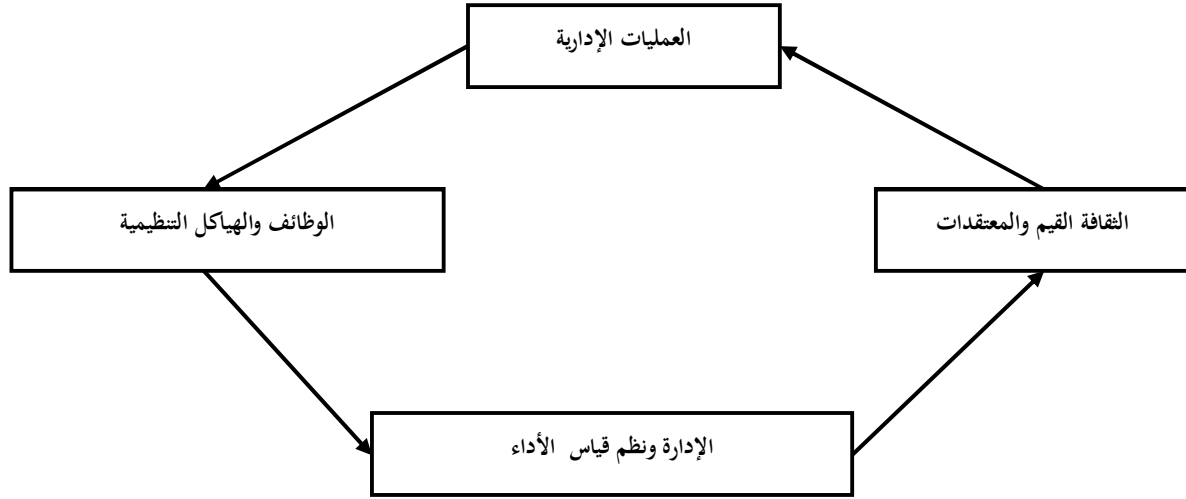 العمليات الإدارية
الثقافة القيم والمعتقدات
الوظائف والهياكل التنظيمية
الإدارة ونظم قياس الأداء